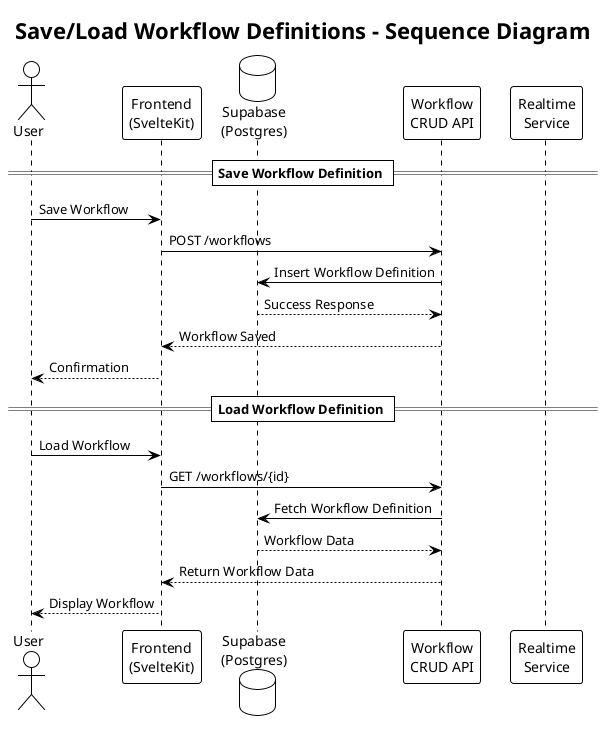 Save/Load Workflow Definitions - Sequence Diagram
User
Frontend
(SvelteKit)
Supabase
(Postgres)
Workflow
CRUD API
Realtime
Service
Save Workflow Definition
Save Workflow
POST /workflows
Insert Workflow Definition
Success Response
Workflow Saved
Confirmation
Load Workflow Definition
Load Workflow
GET /workflows/{id}
Fetch Workflow Definition
Workflow Data
Return Workflow Data
Display Workflow
User
Frontend
(SvelteKit)
Supabase
(Postgres)
Workflow
CRUD API
Realtime
Service